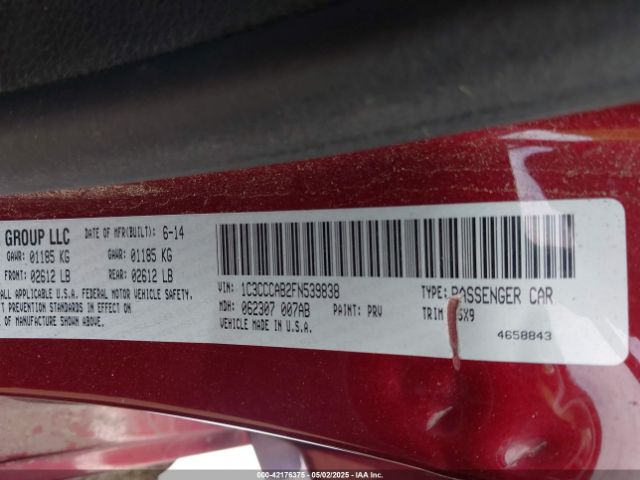 GROUP LLC DATE OF MFR(BUILT): 6-14
GAWR: 01185 KG GAWR: 01185 KG
FRONT: 02612 LB REAR: 02612 LB
ALL APPLICABLE U.S.A. FEDERAL MOTOR VEHICLE SAFETY,
T PREVENTION STANDARDS IN EFFECT ON
E OF MANUFACTURE SHOWN ABOVE.
VIN: 1C3CCCAB2FN539838 TYPE: PASSENGER CAR
MDH: 062307 007AB PAINT: PRV TRIM SX9
VEHICLE MADE IN U.S.A. 4658843
000-42176375 - 05/02/2025 - IAA Inc.